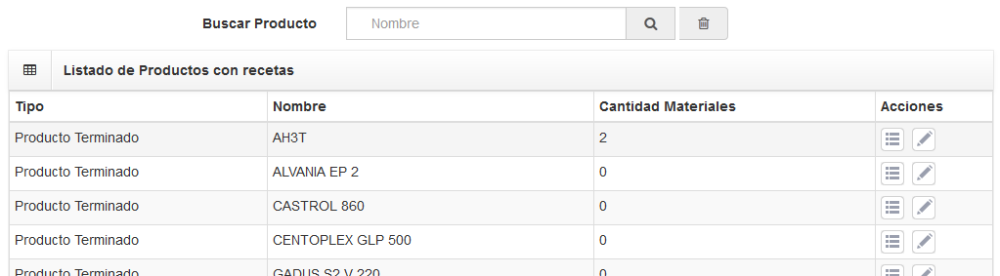 Buscar Producto Nombre
Listado de Productos con recetas
Tipo Nombre Cantidad Materiales Acciones
Producto Terminado AH3T 2
Producto Terminado ALVANIA EP 2 0
Producto Terminado CASTROL 860 0
Producto Terminado CENTOPLEX GLP 500 0
Producto Terminado GADUS S2 V 220 0